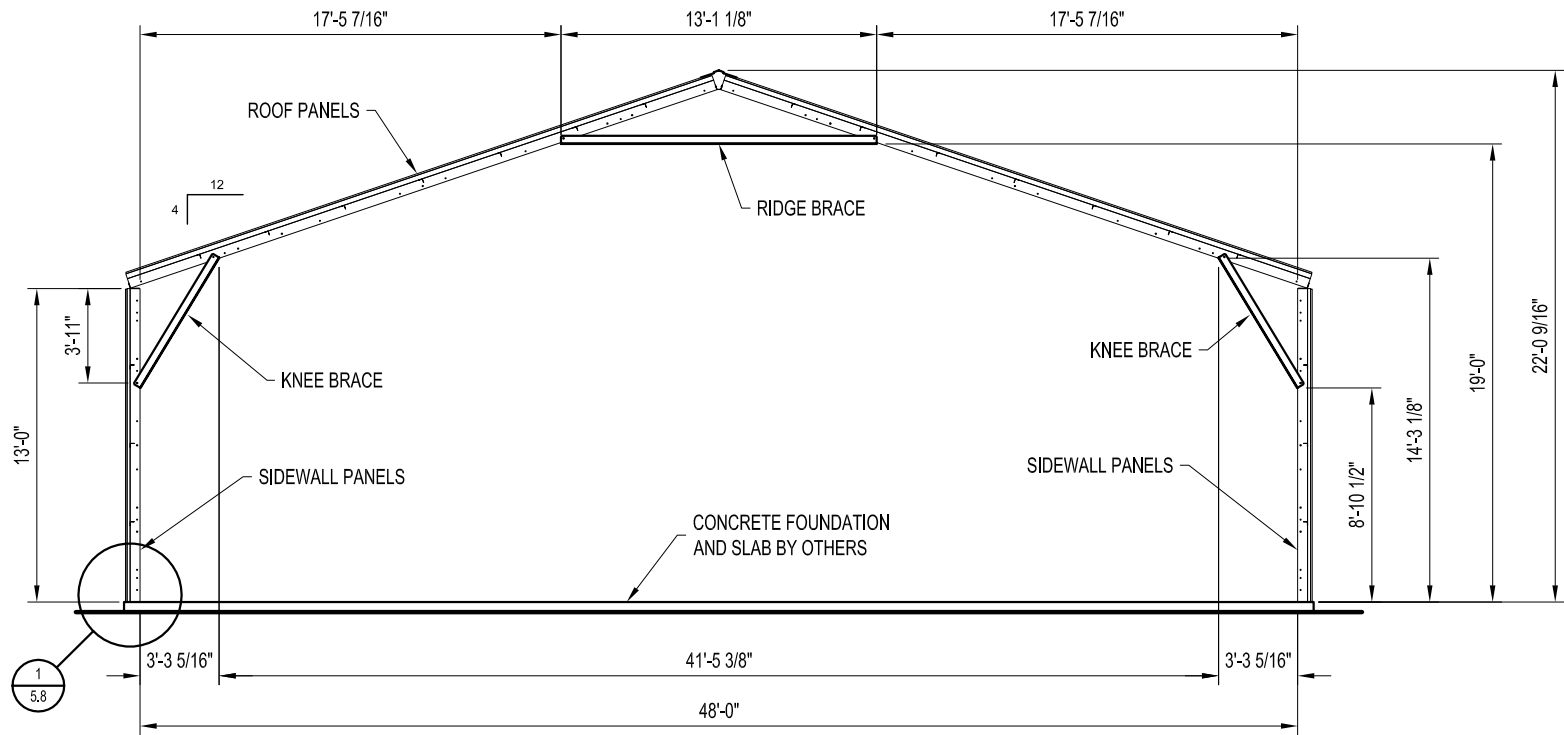 17'-5 7/16"
13'-1 1/8"
17'-5 7/16"
ROOF PANELS
12
4
RIDGE BRACE
3'-11"
KNEE BRACE
KNEE BRACE
13'-0"
SIDEWALL PANELS
SIDEWALL PANELS
8'-10 1/2"
14'-3 1/8"
19'-0"
22'-0 9/16"
CONCRETE FOUNDATION
AND SLAB BY OTHERS
1
5.8
3'-3 5/16"
41'-5 3/8"
3'-3 5/16"
48'-0"